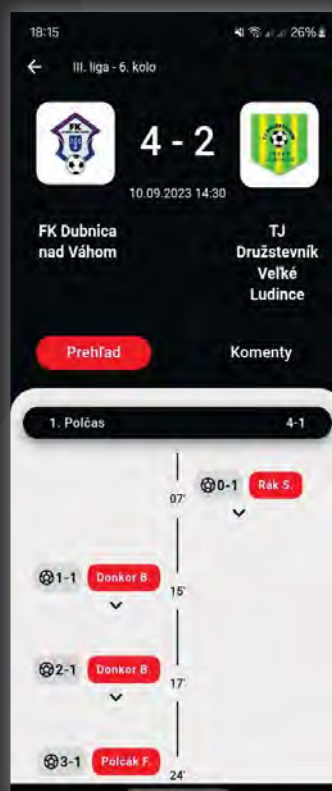 18:15
26%
III. liga - 6. kolo
FK
4 - 2
10.09.2023 14:30
FK Dubnica
nad Váhom
TJ
Družstevník
Veľké
Ludince
Prehľad
Komenty
1. Polčas
4-1
0-1 Rák S.
07'
1-1 Donkor B.
15'
2-1 Donkor B.
17'
3-1 Polčák F.
24'